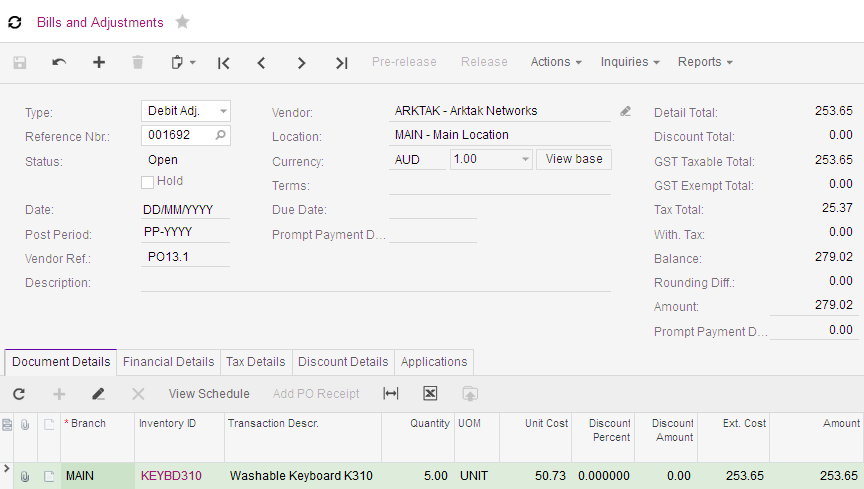 Bills and Adjustments
Pre-release Release Actions Inquiries Reports
Type: Debit Adj. Vendor: ARKTAK - Arktak Networks Detail Total: 253.65
Reference Nbr.: 001692 Location: MAIN - Main Location Discount Total: 0.00
Status: Open Currency: AUD 1.00 View base GST Taxable Total: 253.65
Hold Terms: GST Exempt Total: 0.00
Date: DD/MM/YYYY Due Date: Tax Total: 25.37
Post Period: PP-YYYY Prompt Payment D... With. Tax: 0.00
Vendor Ref.: PO13.1 Balance: 279.02
Description: Rounding Diff.: 0.00
Amount: 279.02
Prompt Payment D... 0.00
Document Details Financial Details Tax Details Discount Details Applications
View Schedule Add PO Receipt
* Branch Inventory ID Transaction Descr. Quantity UOM Unit Cost Discount Percent Discount Amount Ext. Cost Amount
MAIN KEYBD310 Washable Keyboard K310 5.00 UNIT 50.73 0.000000 0.00 253.65 253.65